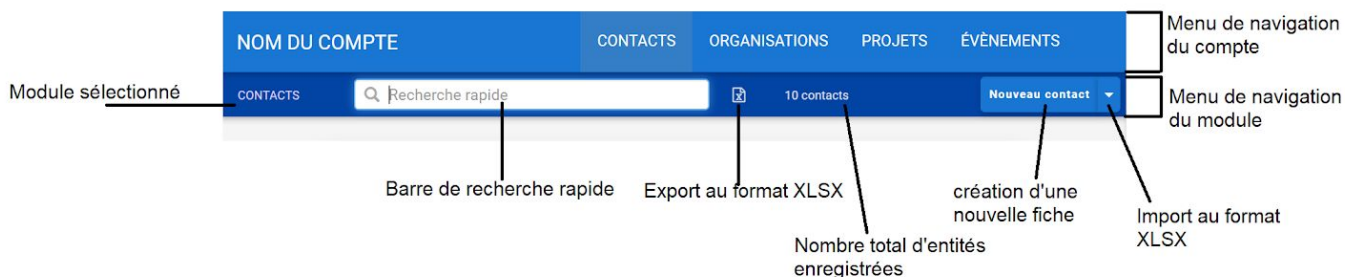 NOM DU COMPTE
CONTACTS
ORGANISATIONS
PROJETS
ÉVÈNEMENTS
Menu de navigation
du compte
Module sélectionné
CONTACTS
Recherche rapide
10 contacts
Nouveau contact
Menu de navigation
du module
Barre de recherche rapide
Export au format XLSX
création d'une
nouvelle fiche
Import au format
XLSX
Nombre total d'entités
enregistrées